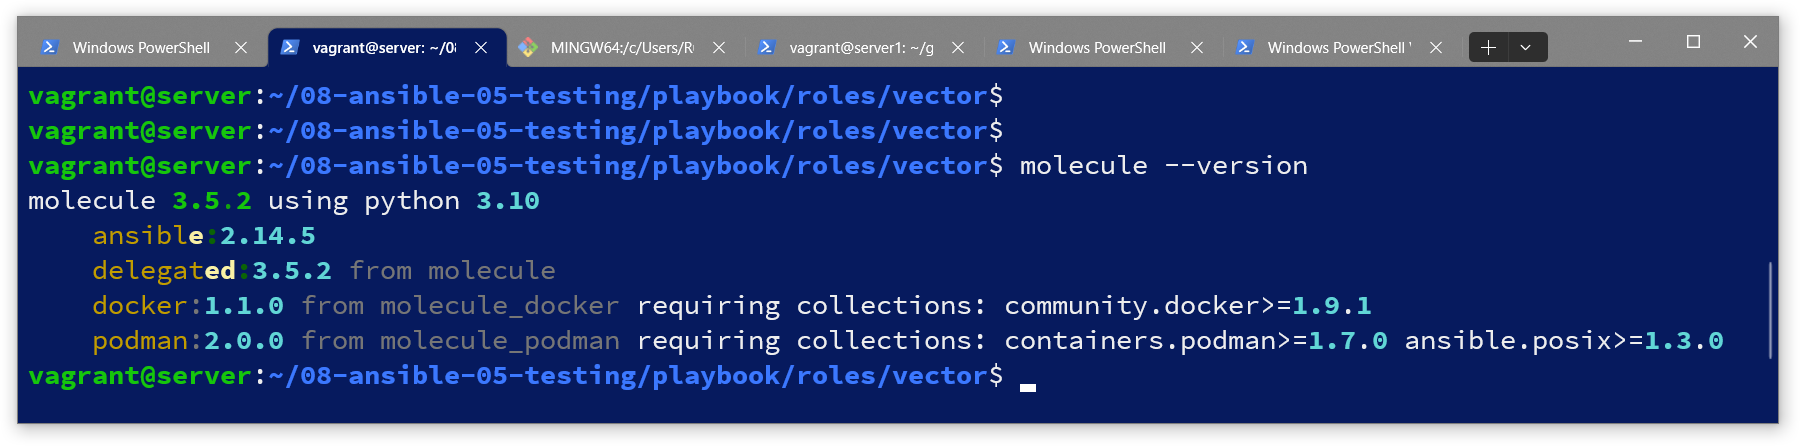 Windows PowerShell vagrant@server: ~/08 MINGW64:/c/Users/R vagrant@server1: ~/g Windows PowerShell Windows PowerShell
vagrant@server:~/08-ansible-05-testing/playbook/roles/vector$
vagrant@server:~/08-ansible-05-testing/playbook/roles/vector$
vagrant@server:~/08-ansible-05-testing/playbook/roles/vector$ molecule --version
molecule 3.5.2 using python 3.10
    ansible:2.14.5
    delegated:3.5.2 from molecule
    docker:1.1.0 from molecule_docker requiring collections: community.docker>=1.9.1
    podman:2.0.0 from molecule_podman requiring collections: containers.podman>=1.7.0 ansible.posix>=1.3.0
vagrant@server:~/08-ansible-05-testing/playbook/roles/vector$